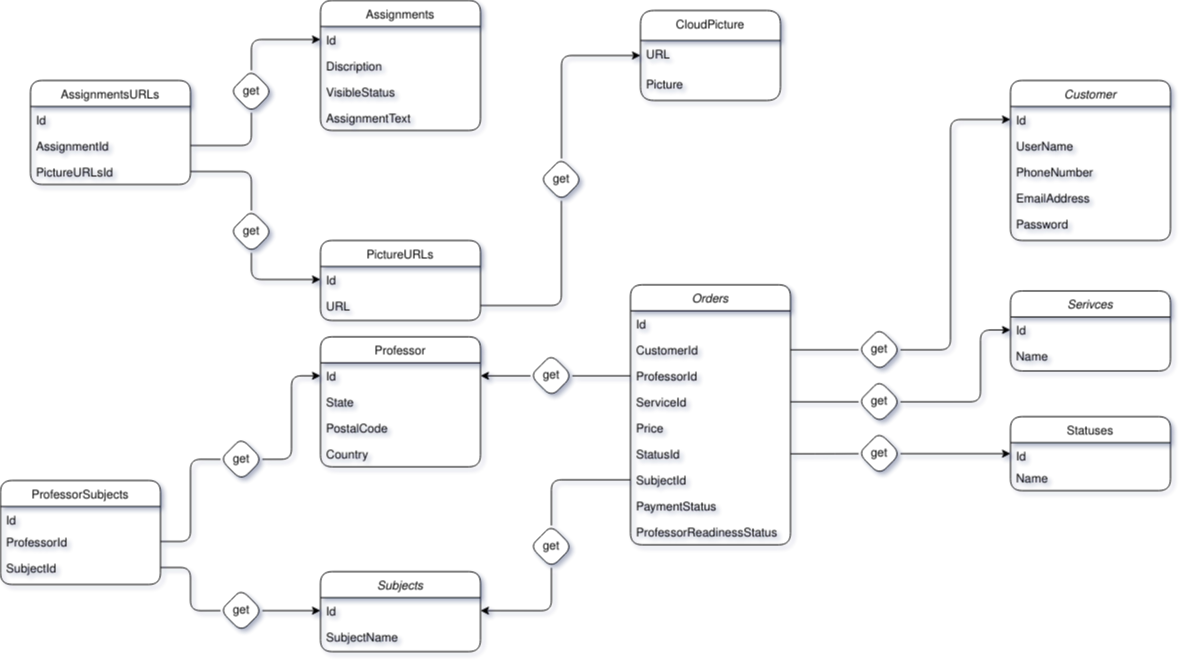 Assignments
Id
Discription
VisibleStatus
AssignmentText
CloudPicture
URL
Picture
AssignmentsURLs
Id
AssignmentId
PictureURLsId
get
get
get
Customer
Id
UserName
PhoneNumber
EmailAddress
Password
PictureURLs
Id
URL
Orders
Id
CustomerId
ProfessorId
ServiceId
Price
StatusId
SubjectId
PaymentStatus
ProfessorReadinessStatus
get
get
get
Serivces
Id
Name
Statuses
Id
Name
Professor
Id
State
PostalCode
Country
get
get
ProfessorSubjects
Id
ProfessorId
SubjectId
get
get
Subjects
Id
SubjectName